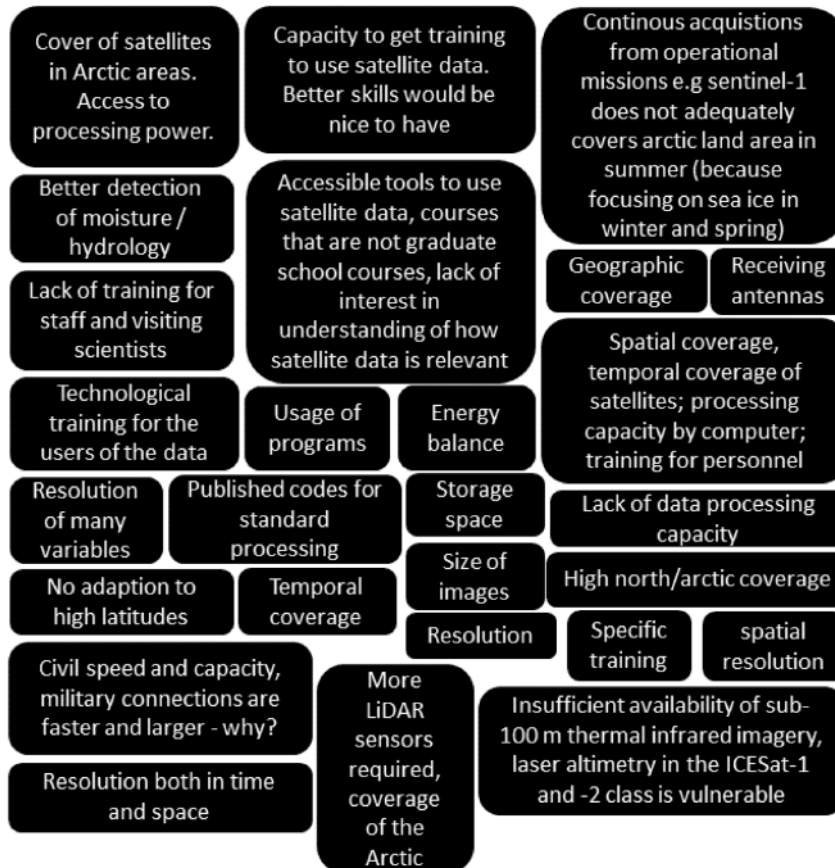 Cover of satellites
in Arctic areas.
Access to
processing power.
Capacity to get training
to use satellite data.
Better skills would be
nice to have
Continous acquistions
from operational
missions e.g sentinel-1
does not adequately
covers arctic land area in
summer (because
focusing on sea ice in
winter and spring)
Better detection
of moisture /
hydrology
Accessible tools to use
satellite data, courses
that are not graduate
school courses, lack of
interest in
understanding of how
satellite data is relevant
Geographic
coverage
Receiving
antennas
Lack of training for
staff and visiting
scientists
Spatial coverage,
temporal coverage of
satellites; processing
capacity by computer;
training for personnel
Technological
training for the
users of the data
Usage of
programs
Energy
balance
Resolution
of many
variables
Published codes for
standard
processing
Storage
space
Lack of data processing
capacity
Size of
images
High north/arctic coverage
No adaption to
high latitudes
Temporal
coverage
Resolution
Specific
training
spatial
resolution
Civil speed and capacity,
military connections are
faster and larger - why?
More
LiDAR
sensors
required,
coverage
of the
Arctic
Insufficient availability of sub-
100 m thermal infrared imagery,
laser altimetry in the ICESat-1
and -2 class is vulnerable
Resolution both in time
and space